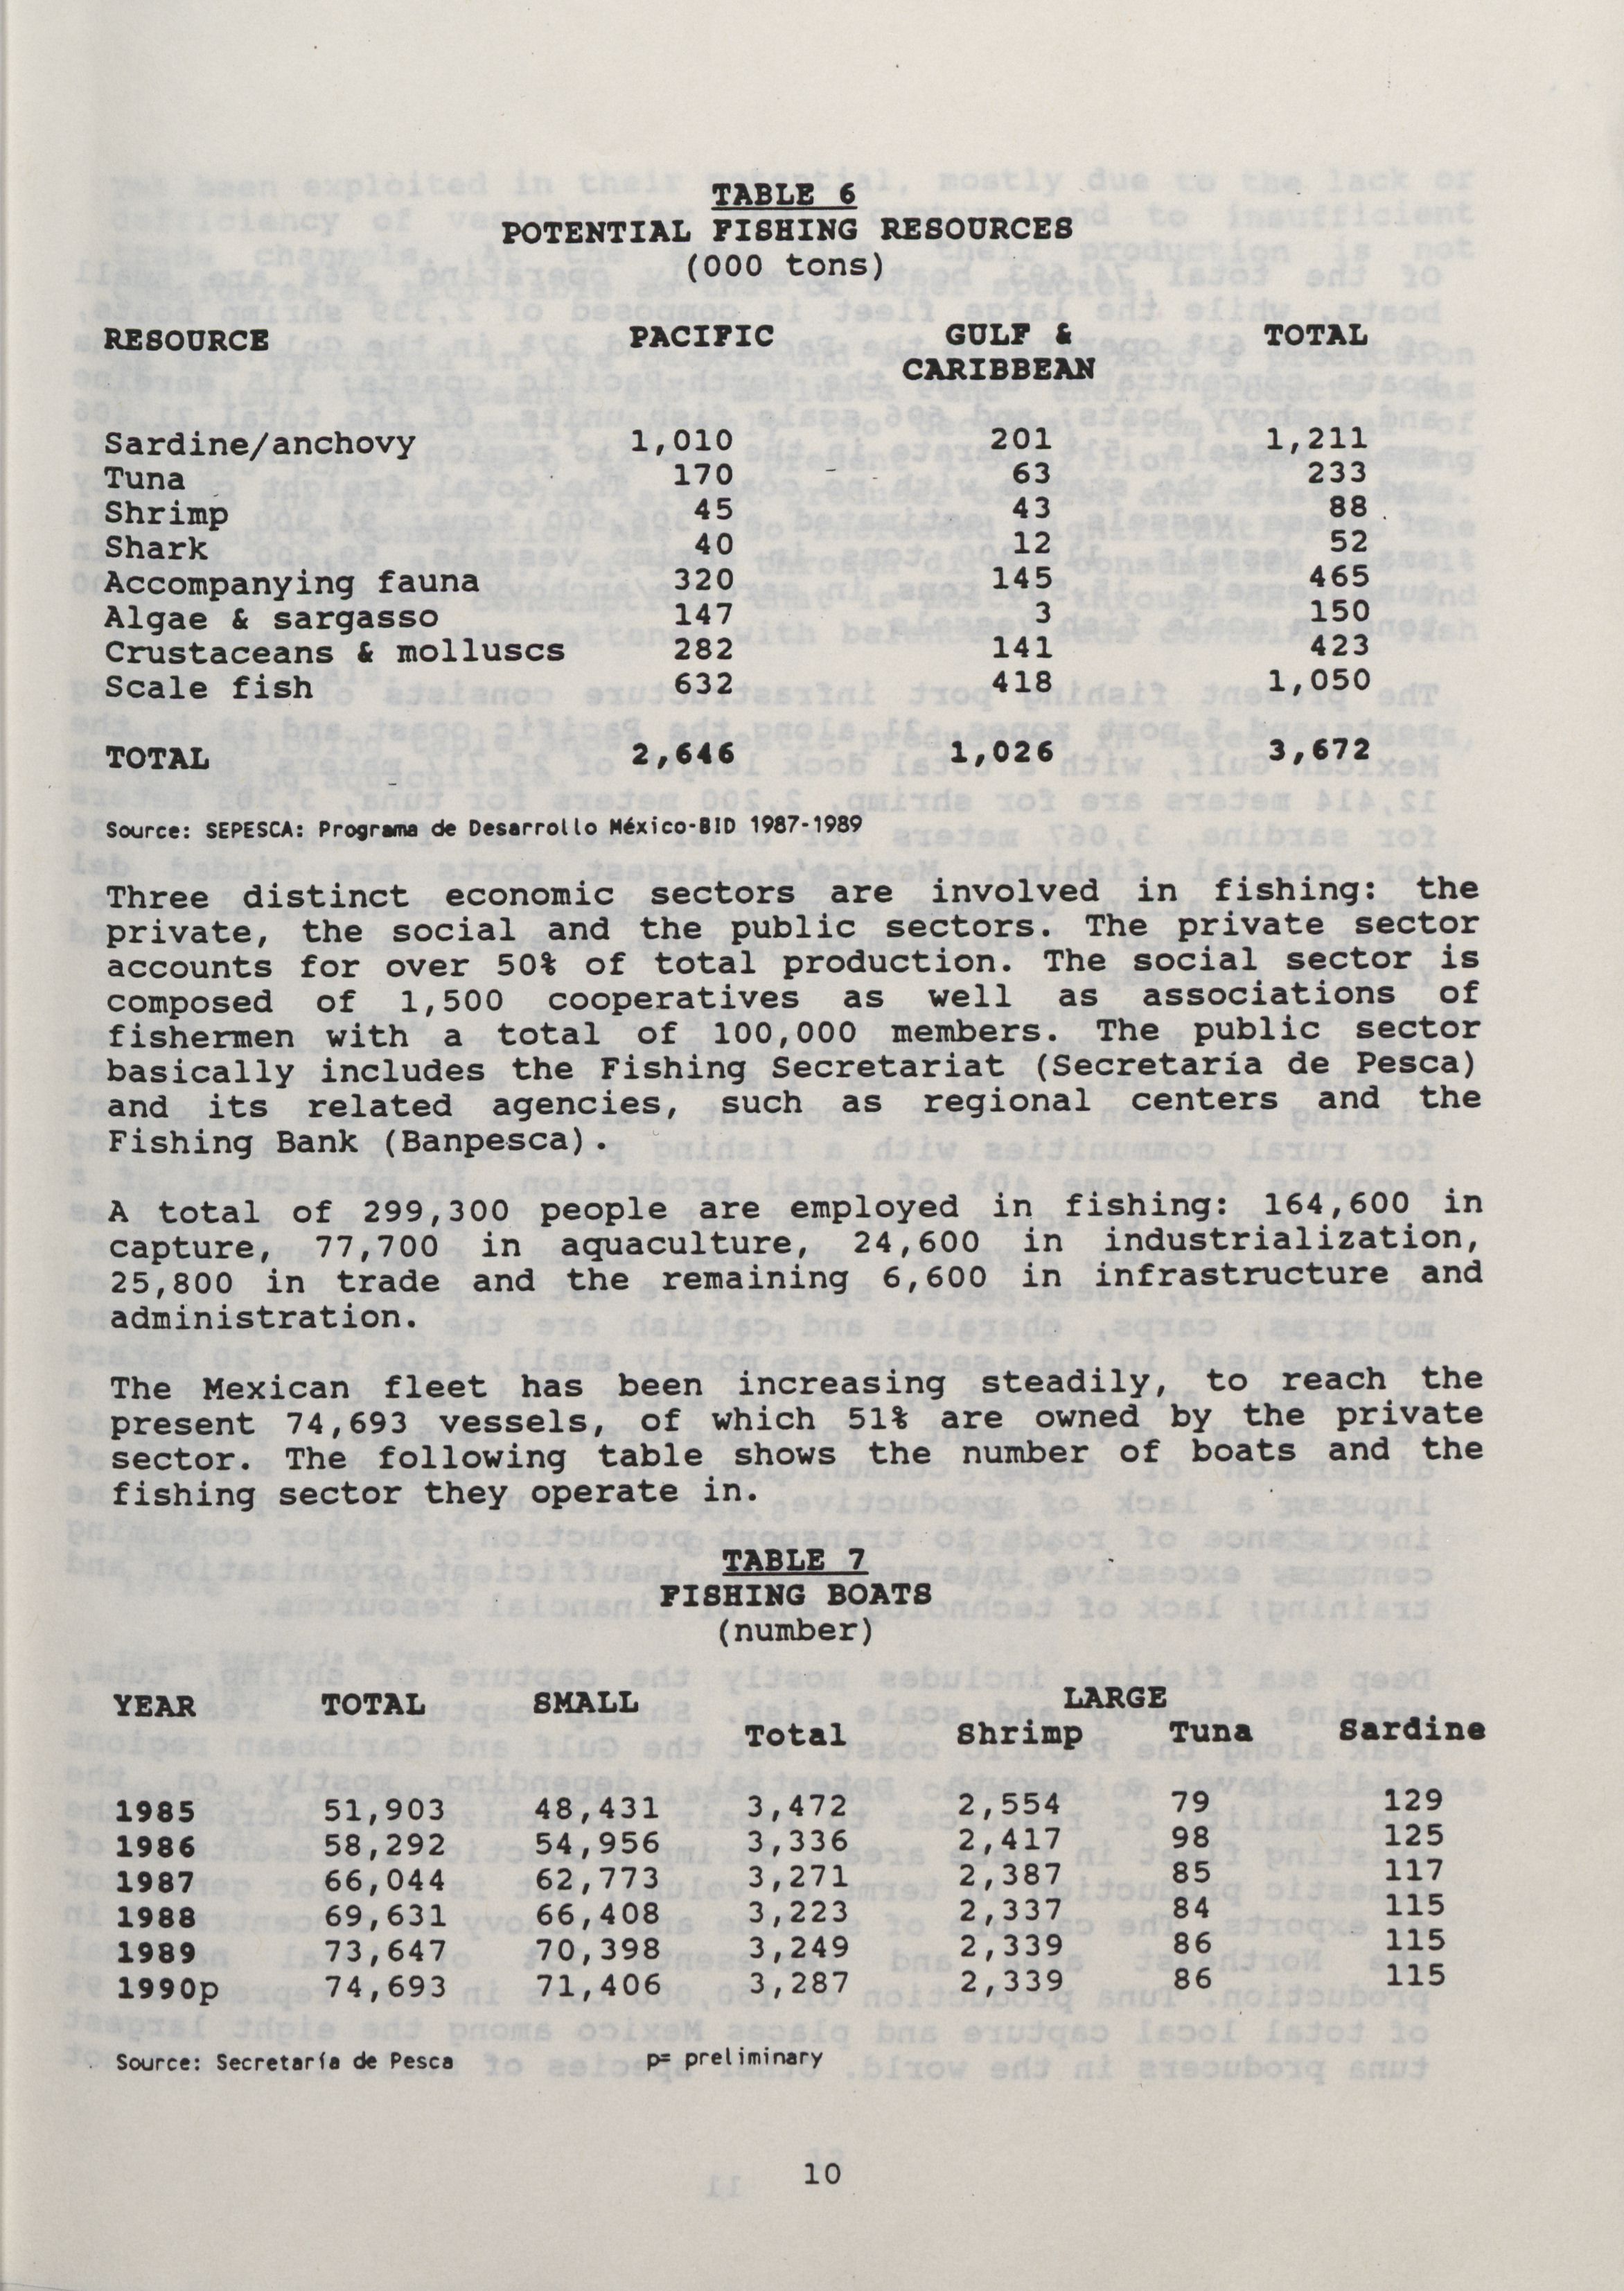 TABLE 6
POTENTIAL FISHING RESOURCES
(000 tons)
RESOURCE PACIFIC GULF & TOTAL
CARIBBEAN
Sardine/anchovy 1,010 201 1,211
Tuna 170 63 233
Shrimp 45 43 88
Shark 40 12 52
Accompanying fauna 320 145 465
Algae & sargasso 147 3 150
Crustaceans & molluscs 282 141 423
Scale fish 632 418 1,050
TOTAL 2,646 1,026 3,672
Source: SEPESCA: Programa de Desarrollo México-BID 1987-1989
Three distinct economic sectors are involved in fishing: the
private, the social and the public sectors. The private sector
accounts for over 50% of total production. The social sector is
composed of 1,500 cooperatives as well as associations of
fishermen with a total of 100,000 members. The public sector
basically includes the Fishing Secretariat (Secretaría de Pesca)
and its related agencies, such as regional centers and the
Fishing Bank (Banpesca).
A total of 299,300 people are employed in fishing: 164,600 in
capture, 77,700 in aquaculture, 24,600 in industrialization,
25,800 in trade and the remaining 6,600 in infrastructure and
administration.
The Mexican fleet has been increasing steadily, to reach the
present 74,693 vessels, of which 51% are owned by the private
sector. The following table shows the number of boats and the
fishing sector they operate in.
TABLE 7
FISHING BOATS
(number)
YEAR TOTAL SMALL LARGE
Total Shrimp Tuna Sardine
1985 51,903 48,431 3,472 2,554 79 129
1986 58,292 54,956 3,336 2,417 98 125
1987 66,044 62,773 3,271 2,387 85 117
1988 69,631 66,408 3,223 2,337 84 115
1989 73,647 70,398 3,249 2,339 86 115
1990p 74,693 71,406 3,287 2,339 86 115
Source: Secretaría de Pesca p= preliminary
10